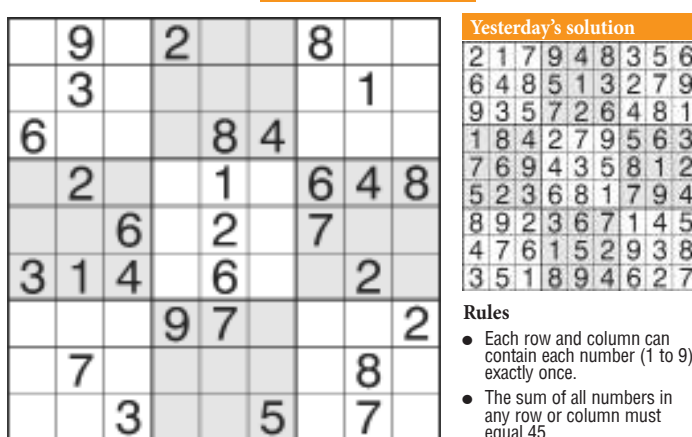 9 2 8
3 1
6 8 4
2 1 6 4 8
6 2 7
3 1 4 6 2
9 7 2
7 8
3 5 7
Yesterday's solution
2 1 7 9 4 8 3 5 6
6 4 8 5 1 3 2 7 9
9 3 5 7 2 6 4 8 1
1 8 4 2 7 9 5 6 3
7 6 9 4 3 5 8 1 2
5 2 3 6 8 1 7 9 4
8 9 2 3 6 7 1 4 5
4 7 6 1 5 2 9 3 8
3 5 1 8 9 4 6 2 7
Rules
● Each row and column can
contain each number (1 to 9)
exactly once.
● The sum of all numbers in
any row or column must
equal 45